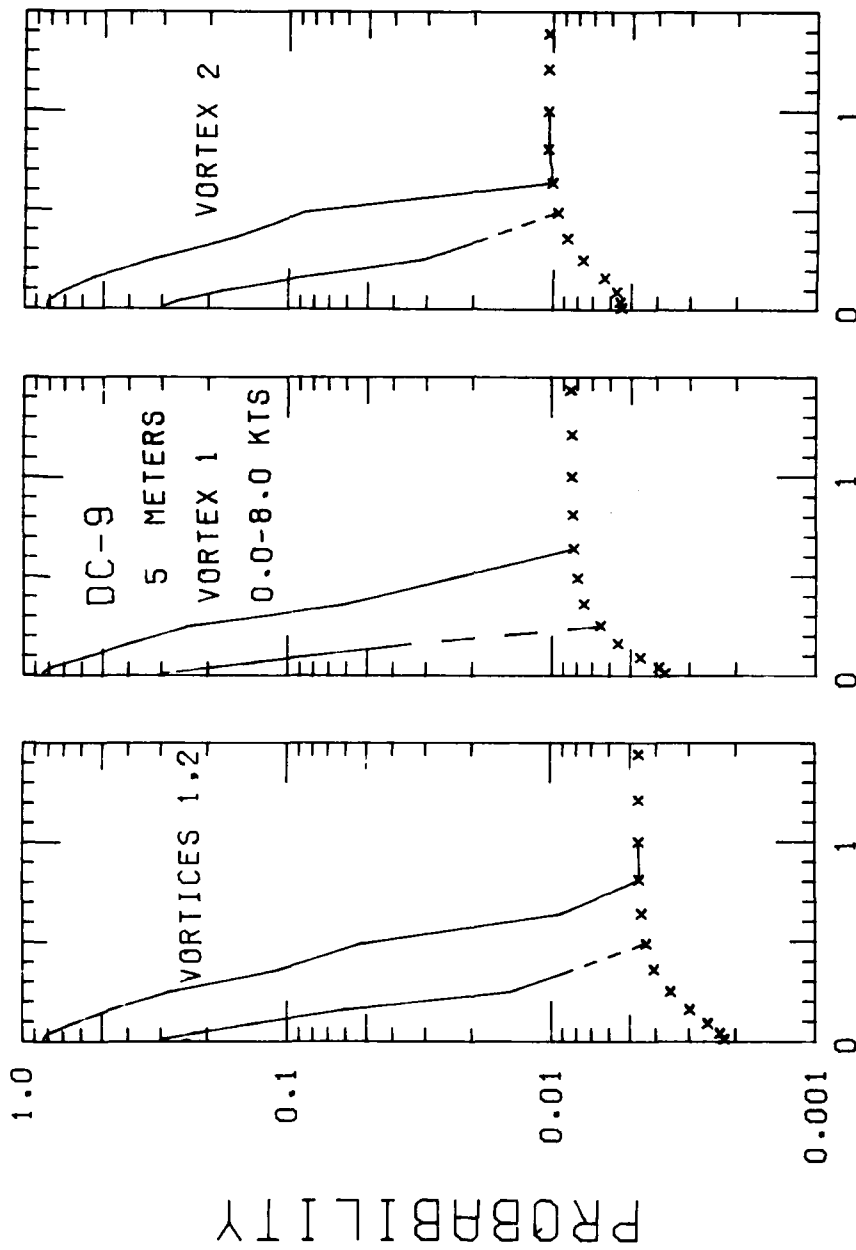 PROBABILITY
1.0
0.1
0.01
0.001
VORTICES 1,2
0
1
DC-9
5 METERS
VORTEX 1
0.0-8.0 KTS
0
1
VORTEX 2
0
1